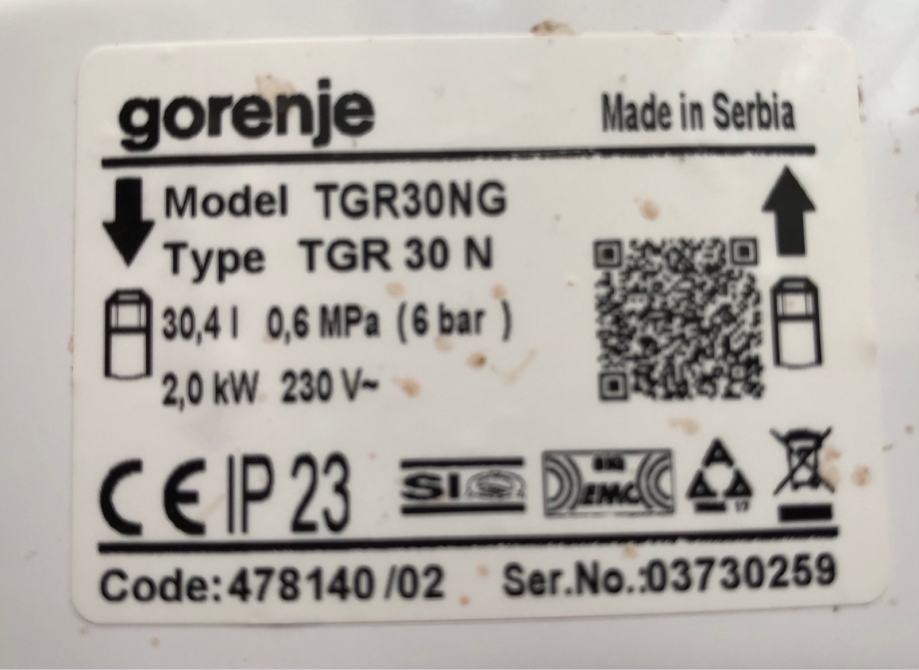 gorenje Made in Serbia
Model TGR30NG
Type TGR 30 N
30,4 l 0,6 MPa (6 bar )
2,0 kW 230 V~
CE IP 23 SIQ EMC
Code: 478140 /02 Ser.No.:03730259